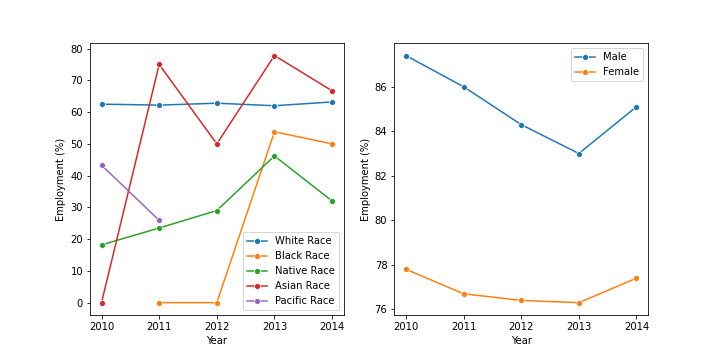 80
70
60
50
40
30
20
10
0
Employment (%)
2010 2011 2012 2013 2014
Year
White Race
Black Race
Native Race
Asian Race
Pacific Race
86
84
82
80
78
76
Employment (%)
2010 2011 2012 2013 2014
Year
Male
Female